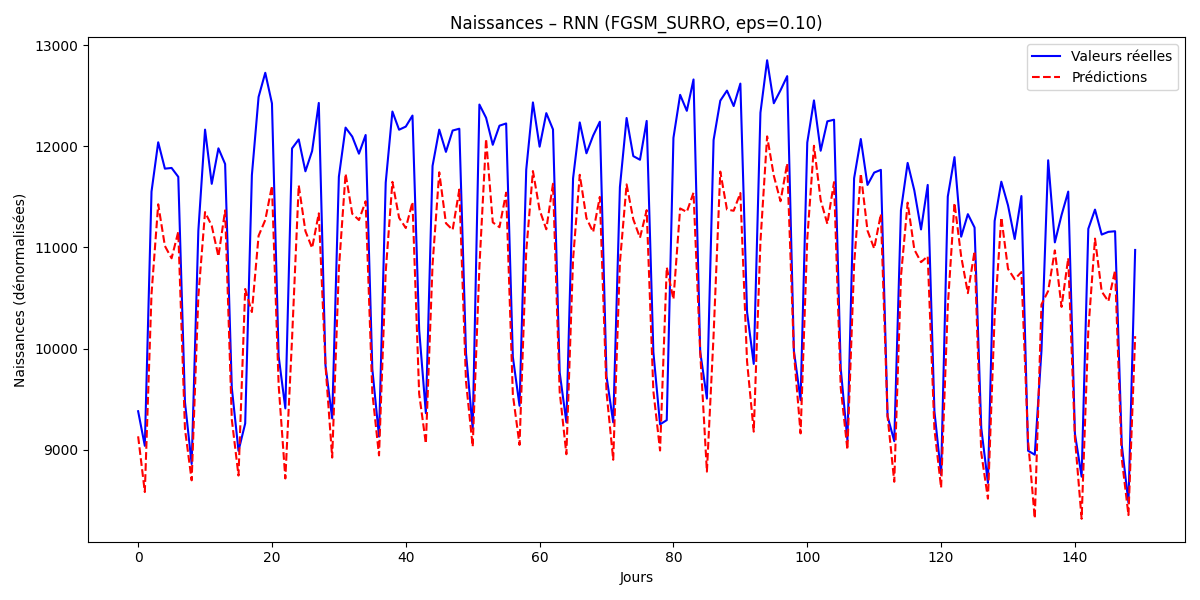 Naissances – RNN (FGSM_SURRO, eps=0.10)
Valeurs réelles
Prédictions
Naissances (dénormalisées)
13000
12000
11000
10000
9000
0 20 40 60 80 100 120 140
Jours